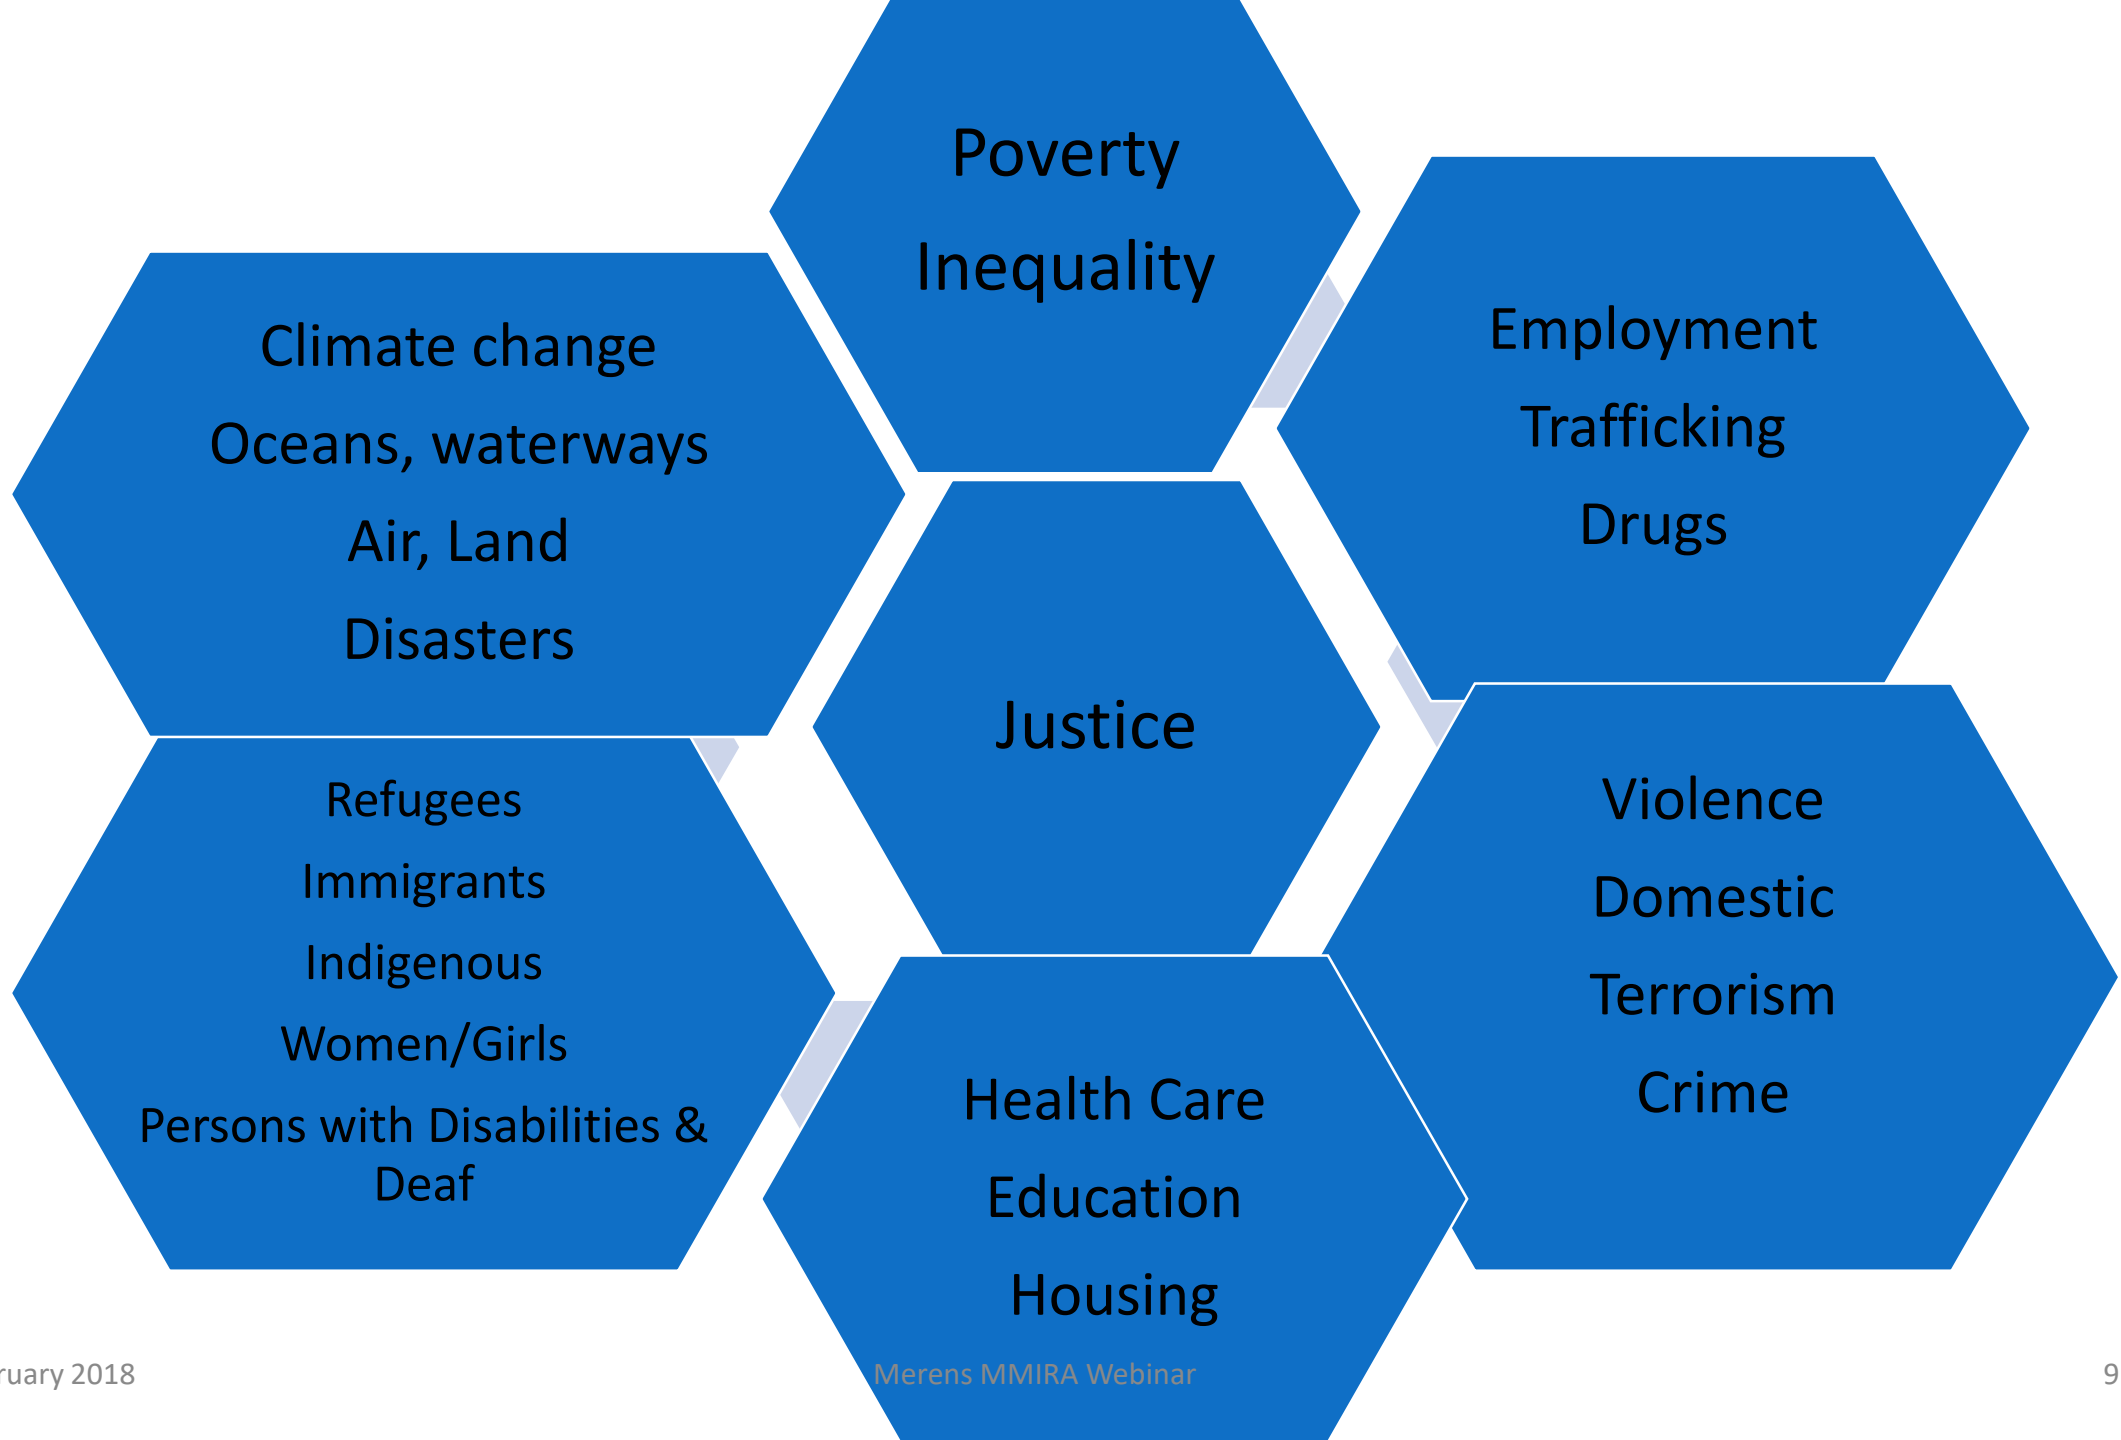 Poverty
Inequality
Employment
Trafficking
Drugs
Violence
Domestic
Terrorism
Crime
Health Care
Education
Housing
Refugees
Immigrants
Indigenous
Women/Girls
Persons with Disabilities &
Deaf
Climate change
Oceans, waterways
Air, Land
Disasters
Justice
ruary 2018
Merens MMIRA Webinar
9